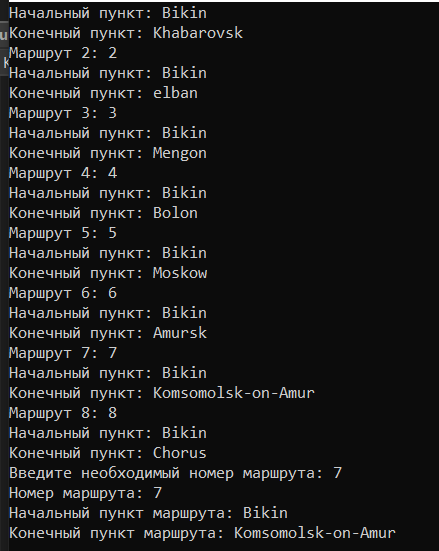 Начальный пункт: Bikin
Конечный пункт: Khabarovsk
Маршрут 2: 2
Начальный пункт: Bikin
Конечный пункт: elban
Маршрут 3: 3
Начальный пункт: Bikin
Конечный пункт: Mengon
Маршрут 4: 4
Начальный пункт: Bikin
Конечный пункт: Bolon
Маршрут 5: 5
Начальный пункт: Bikin
Конечный пункт: Moskow
Маршрут 6: 6
Начальный пункт: Bikin
Конечный пункт: Amursk
Маршрут 7: 7
Начальный пункт: Bikin
Конечный пункт: Komsomolsk-on-Amur
Маршрут 8: 8
Начальный пункт: Bikin
Конечный пункт: Chorus
Введите необходимый номер маршрута: 7
Номер маршрута: 7
Начальный пункт маршрута: Bikin
Конечный пункт маршрута: Komsomolsk-on-Amur